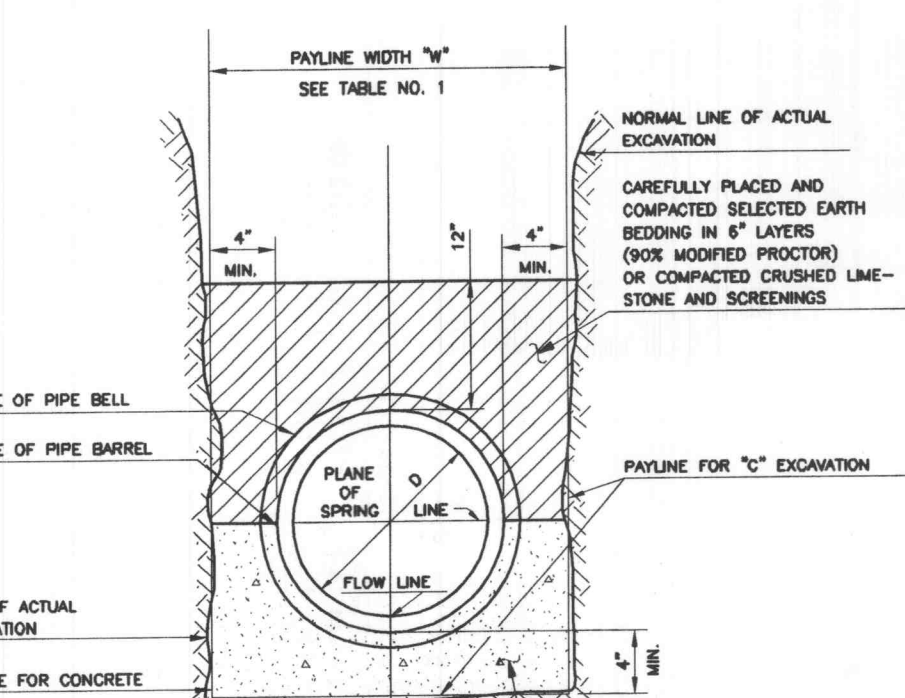 PAYLINE WIDTH "W"
SEE TABLE NO. 1
NORMAL LINE OF ACTUAL
EXCAVATION
CAREFULLY PLACED AND
COMPACTED SELECTED EARTH
BEDDING IN 6" LAYERS
(90% MODIFIED PROCTOR)
OR COMPACTED CRUSHED LIME-
STONE AND SCREENINGS
4"
MIN.
12"
4"
MIN.
E OF PIPE BELL
E OF PIPE BARREL
PAYLINE FOR "C" EXCAVATION
PLANE
OF
SPRING LINE
D
FLOW LINE
F ACTUAL
ATION
E FOR CONCRETE
4"
MIN.